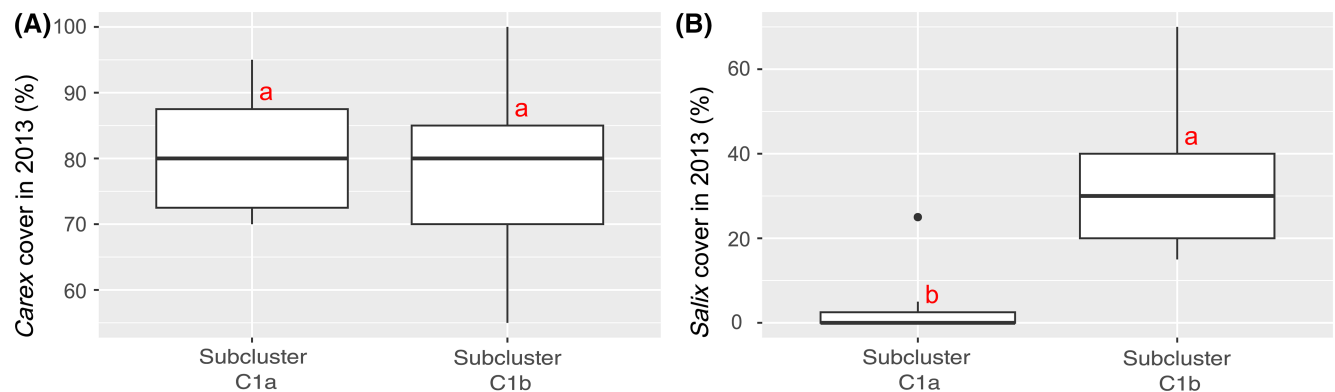 (A)
Carex cover in 2013 (%)
100
90
80
70
60
a
a
Subcluster
C1a
Subcluster
C1b
(B)
Salix cover in 2013 (%)
60
40
20
0
b
a
Subcluster
C1a
Subcluster
C1b